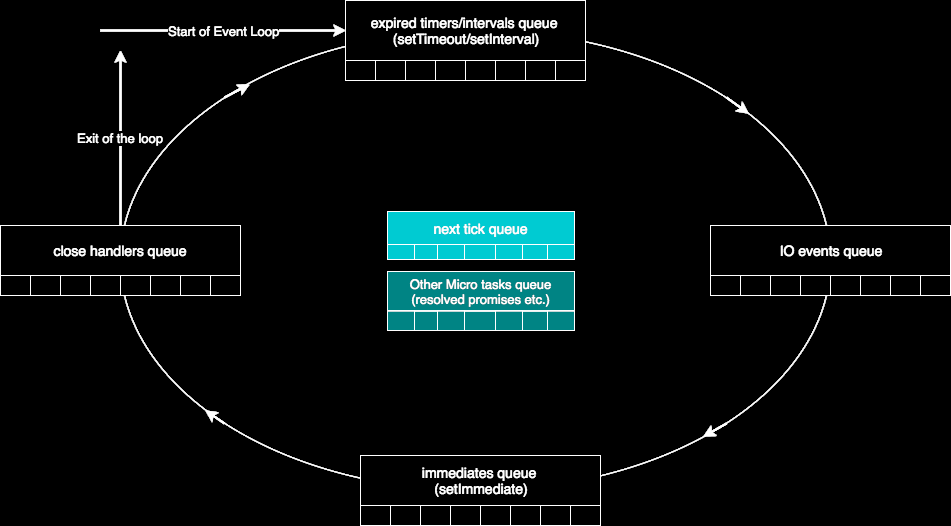 expired timers/intervals queue
(setTimeout/setInterval)
Start of Event Loop
Exit of the loop
next tick queue
close handlers queue
IO events queue
Other Micro tasks queue
(resolved promises etc.)
immediates queue
(setImmediate)